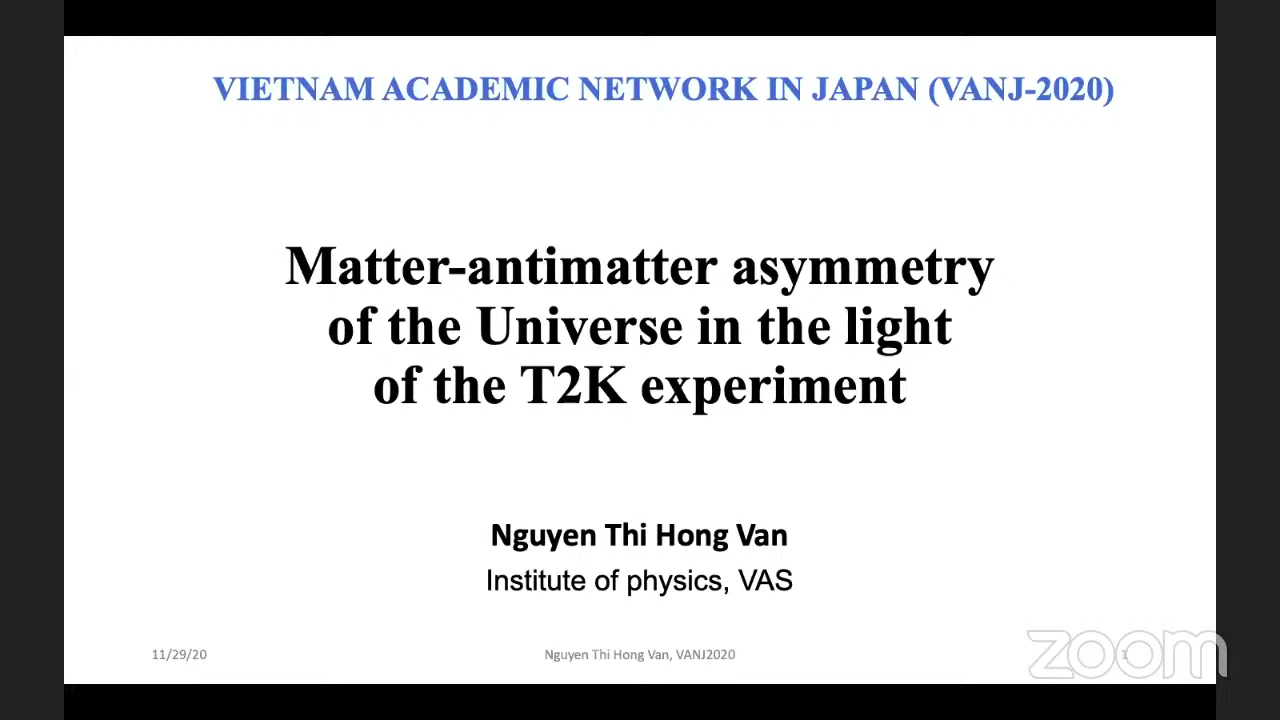 VIETNAM ACADEMIC NETWORK IN JAPAN (VANJ-2020)
Matter-antimatter asymmetry
of the Universe in the light
of the T2K experiment
Nguyen Thi Hong Van
Institute of physics, VAS
11/29/20
Nguyen Thi Hong Van, VANJ2020
1
zoom